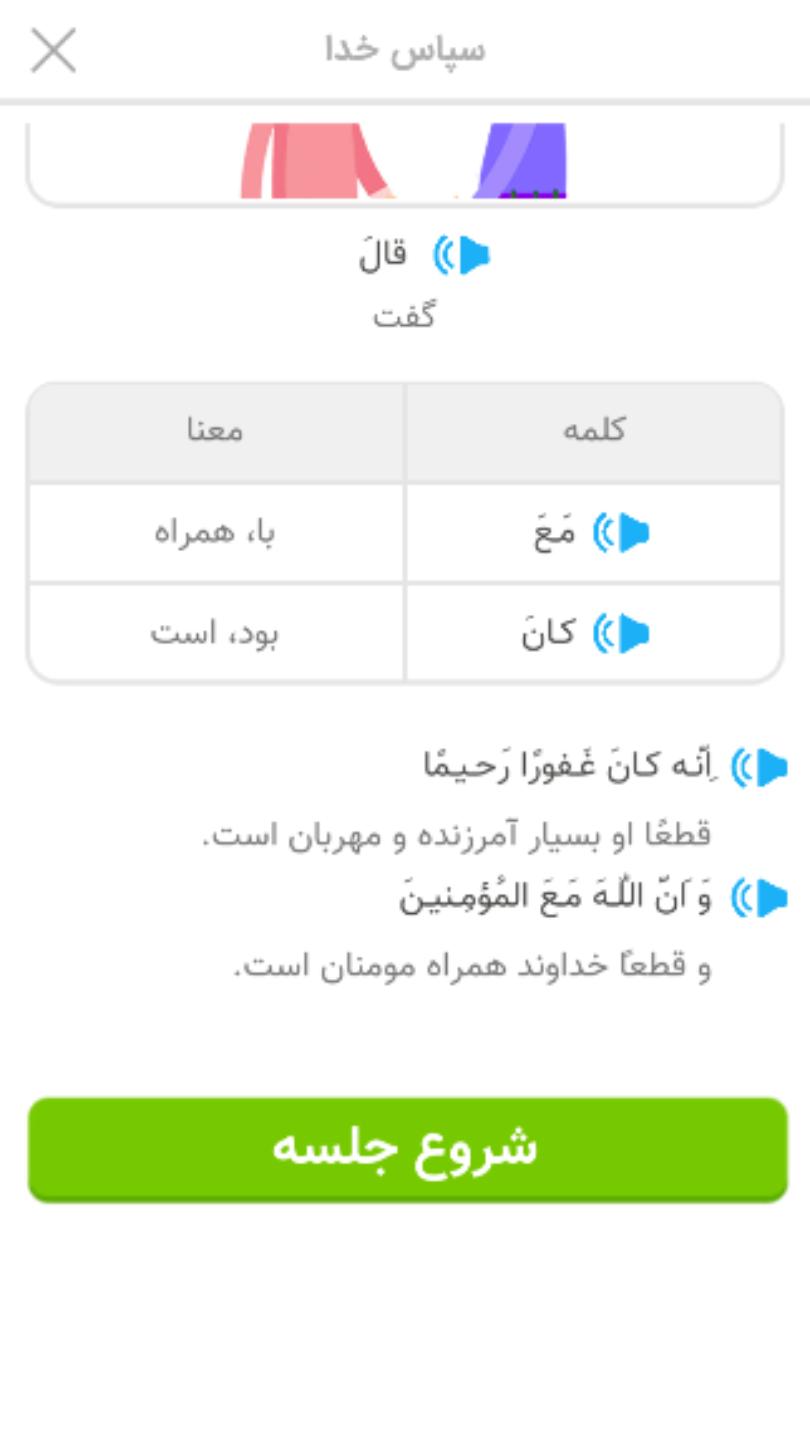 سپاس خدا
قالَ
گفت
کلمه	معنا
مَعَ	با، همراه
کانَ	بود، است
اِنّه کانَ غَفورًا رَحیمًا
قطعًا او بسیار آمرزنده و مهربان است.
وَ اَنّ اللّٰهَ مَعَ المُؤمِنینَ
و قطعاً خداوند همراه مومنان است.
شروع جلسه